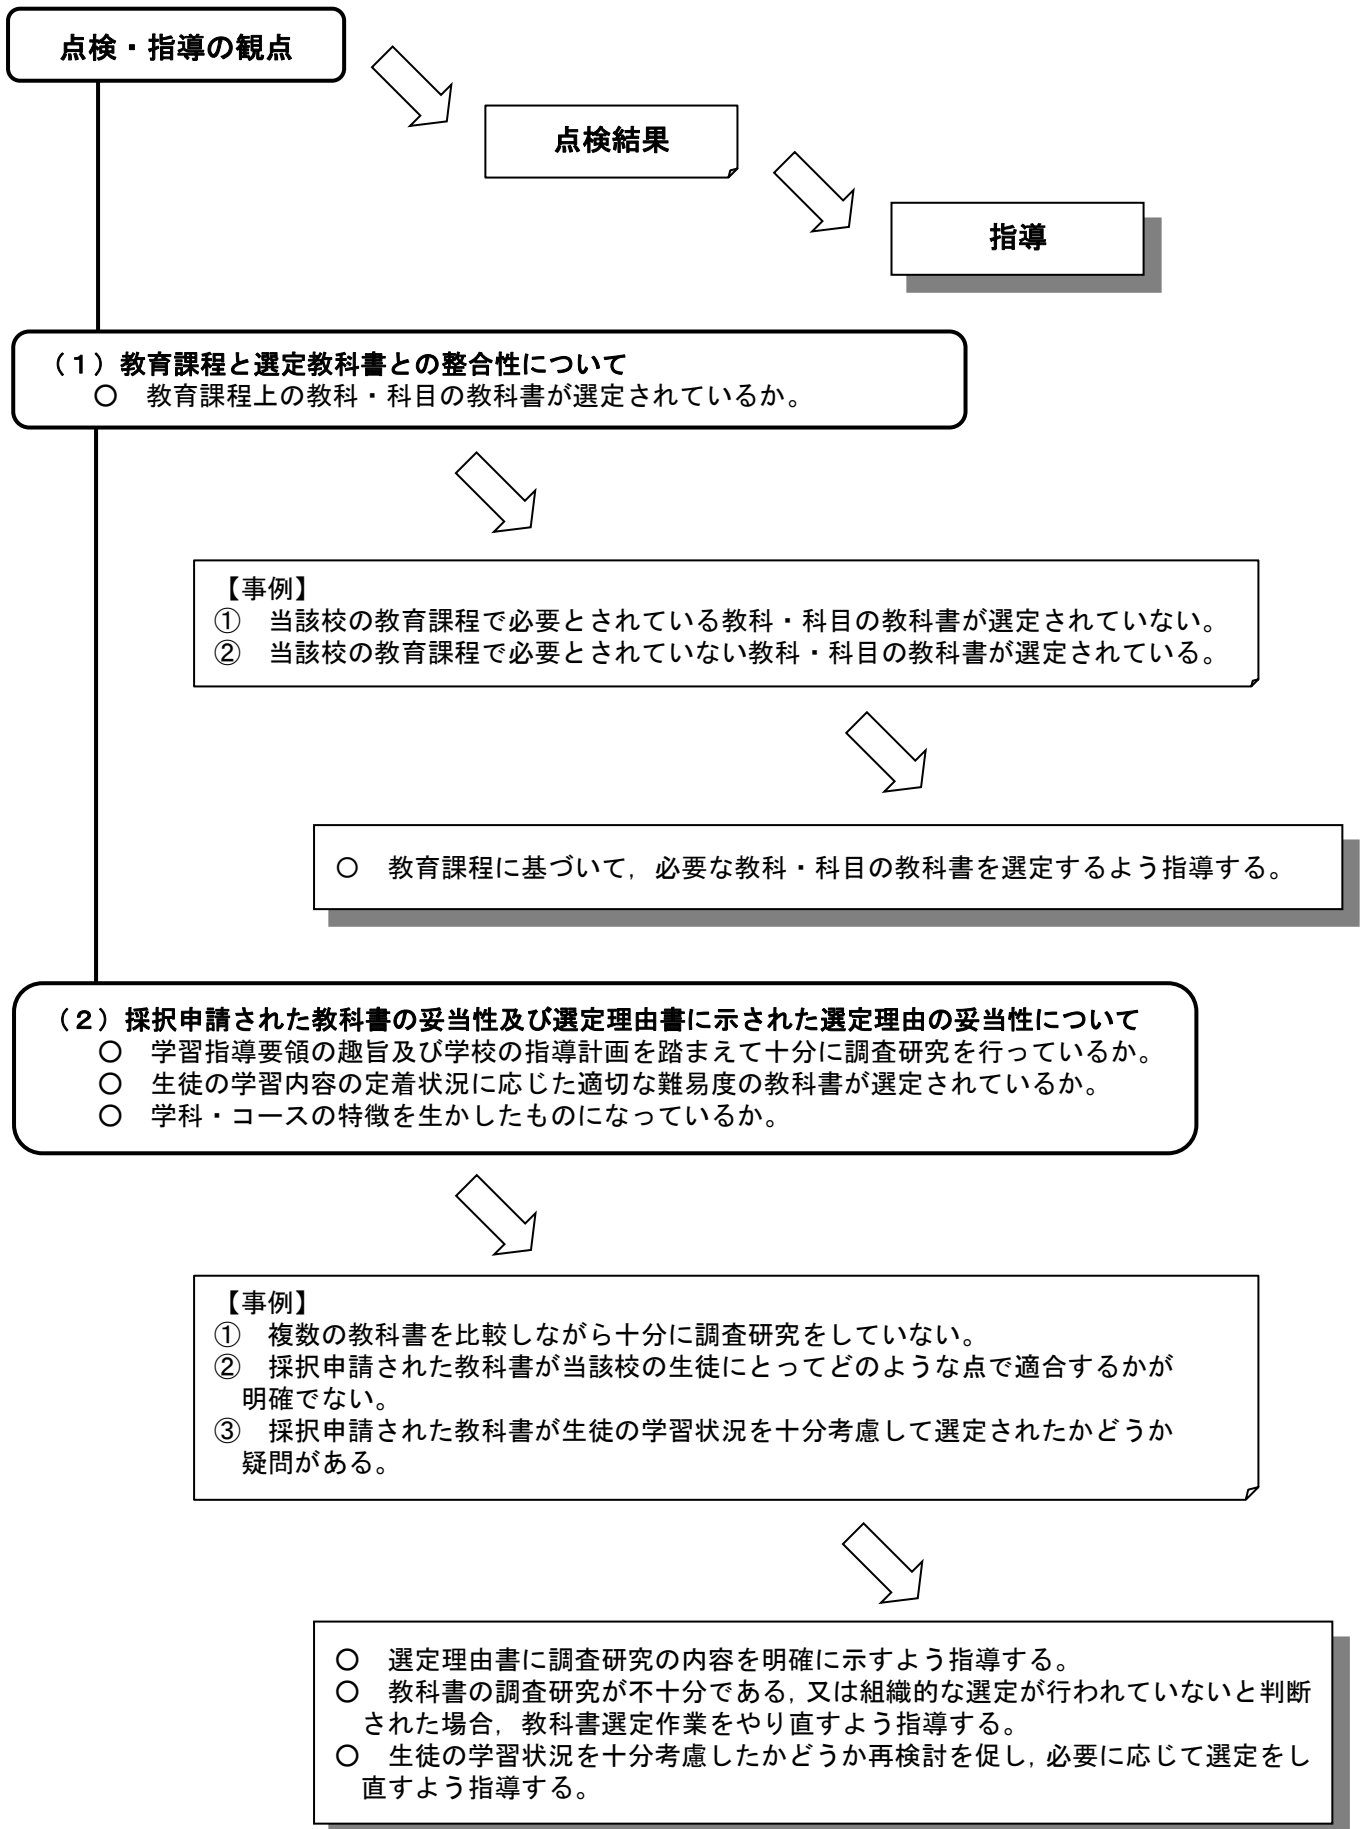 点検・指導の観点
点検結果
指導
（１）教育課程と選定教科書との整合性について
○　教育課程上の教科・科目の教科書が選定されているか。
【事例】
①　当該校の教育課程で必要とされている教科・科目の教科書が選定されていない。
②　当該校の教育課程で必要とされていない教科・科目の教科書が選定されている。
○　教育課程に基づいて，必要な教科・科目の教科書を選定するよう指導する。
（２）採択申請された教科書の妥当性及び選定理由書に示された選定理由の妥当性について
○　学習指導要領の趣旨及び学校の指導計画を踏まえて十分に調査研究を行っているか。
○　生徒の学習内容の定着状況に応じた適切な難易度の教科書が選定されているか。
○　学科・コースの特徴を生かしたものになっているか。
【事例】
①　複数の教科書を比較しながら十分に調査研究をしていない。
②　採択申請された教科書が当該校の生徒にとってどのような点で適合するかが
明確でない。
③　採択申請された教科書が生徒の学習状況を十分考慮して選定されたかどうか
疑問がある。
○　選定理由書に調査研究の内容を明確に示すよう指導する。
○　教科書の調査研究が不十分である，又は組織的な選定が行われていないと判断
された場合，教科書選定作業をやり直すよう指導する。
○　生徒の学習状況を十分考慮したかどうか再検討を促し，必要に応じて選定をし
直すよう指導する。